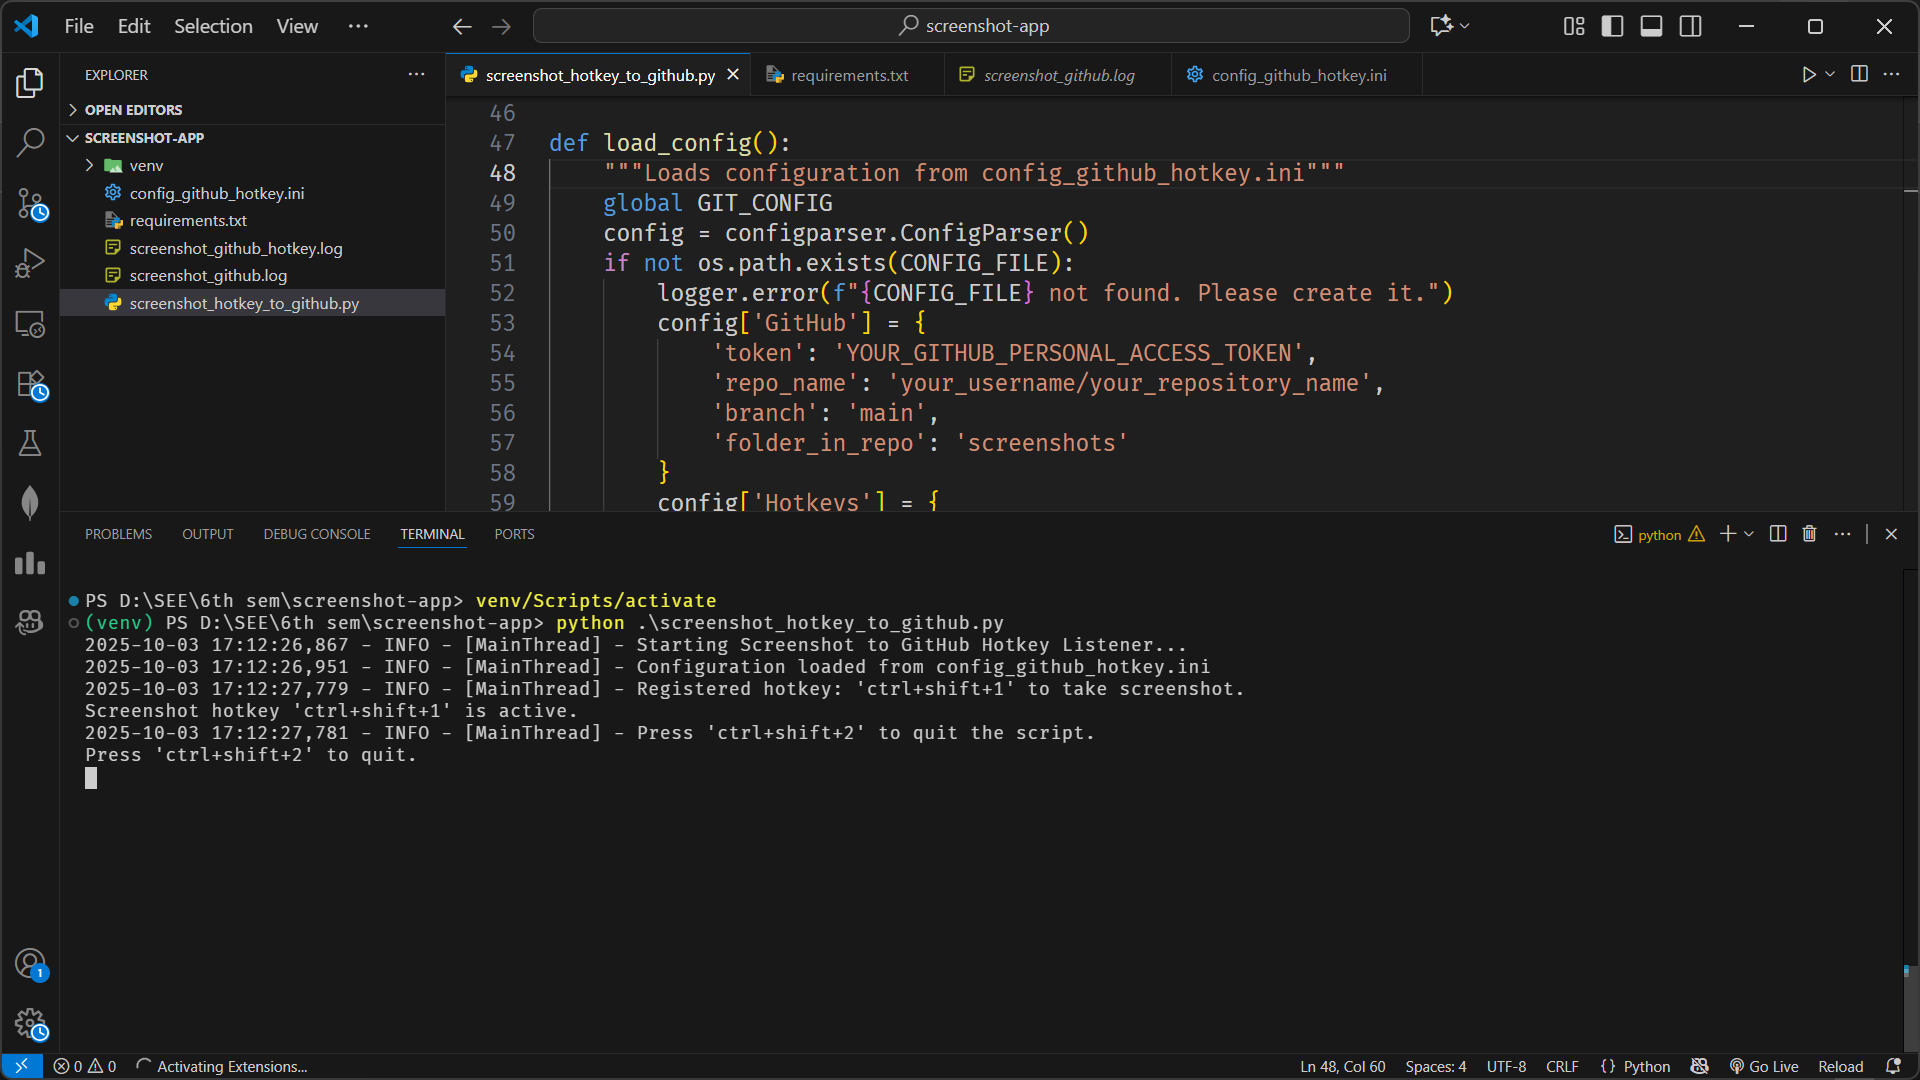 File Edit Selection View ···
screenshot-app
EXPLORER ···
OPEN EDITORS
SCREENSHOT-APP
venv
config_github_hotkey.ini
requirements.txt
screenshot_github_hotkey.log
screenshot_github.log
screenshot_hotkey_to_github.py
screenshot_hotkey_to_github.py requirements.txt screenshot_github.log config_github_hotkey.ini
46
47 def load_config():
48 """Loads configuration from config_github_hotkey.ini"""
49 global GIT_CONFIG
50 config = configparser.ConfigParser()
51 if not os.path.exists(CONFIG_FILE):
52 logger.error(f"{CONFIG_FILE} not found. Please create it.")
53 config['GitHub'] = {
54 'token': 'YOUR_GITHUB_PERSONAL_ACCESS_TOKEN',
55 'repo_name': 'your_username/your_repository_name',
56 'branch': 'main',
57 'folder_in_repo': 'screenshots'
58 }
59 config['Hotkeys'] = {
PROBLEMS OUTPUT DEBUG CONSOLE TERMINAL PORTS
python
PS D:\SEE\6th sem\screenshot-app> venv/Scripts/activate
(venv) PS D:\SEE\6th sem\screenshot-app> python .\screenshot_hotkey_to_github.py
2025-10-03 17:12:26,867 - INFO - [MainThread] - Starting Screenshot to GitHub Hotkey Listener...
2025-10-03 17:12:26,951 - INFO - [MainThread] - Configuration loaded from config_github_hotkey.ini
2025-10-03 17:12:27,779 - INFO - [MainThread] - Registered hotkey: 'ctrl+shift+1' to take screenshot.
Screenshot hotkey 'ctrl+shift+1' is active.
2025-10-03 17:12:27,781 - INFO - [MainThread] - Press 'ctrl+shift+2' to quit the script.
Press 'ctrl+shift+2' to quit.
1
0 0 Activating Extensions... Ln 48, Col 60 Spaces: 4 UTF-8 CRLF {} Python Go Live Reload